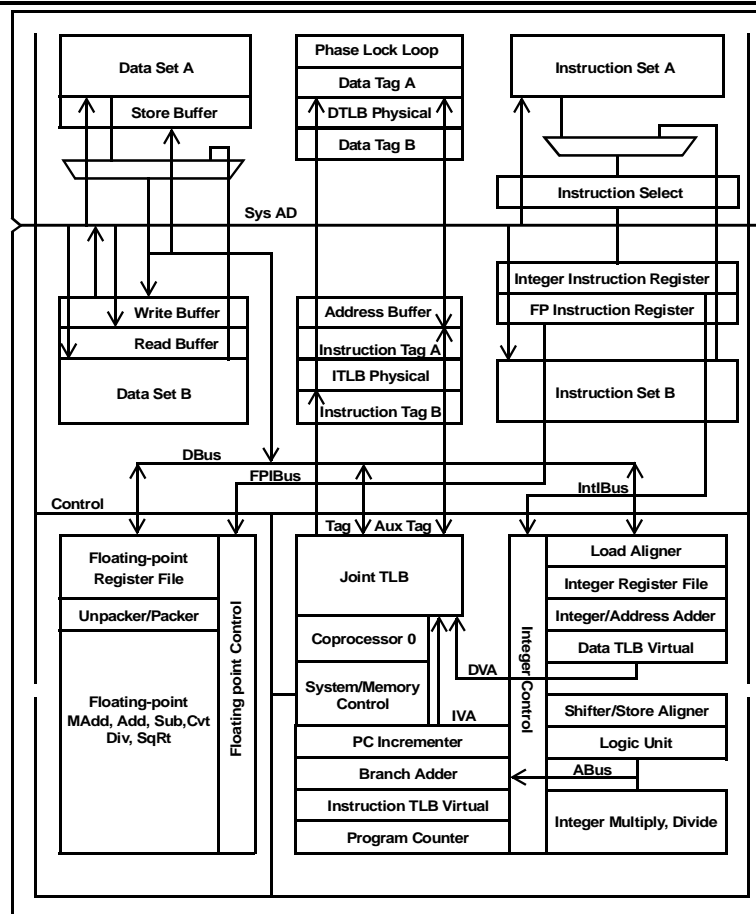 Data Set A
Store Buffer
Phase Lock Loop
Data Tag A
DTLB Physical
Data Tag B
Instruction Set A
Instruction Select
Sys AD
Write Buffer
Read Buffer
Data Set B
Address Buffer
Instruction Tag A
ITLB Physical
Instruction Tag B
Integer Instruction Register
FP Instruction Register
Instruction Set B
DBus
FPIBus
IntIBus
Control
Tag
Aux Tag
Floating-point
Register File
Unpacker/Packer
Floating-point
MAdd, Add, Sub,Cvt
Div, SqRt
Floating point Control
Joint TLB
Coprocessor 0
System/Memory
Control
DVA
IVA
PC Incrementer
Branch Adder
Instruction TLB Virtual
Program Counter
Integer Control
Load Aligner
Integer Register File
Integer/Address Adder
Data TLB Virtual
Shifter/Store Aligner
Logic Unit
ABus
Integer Multiply, Divide